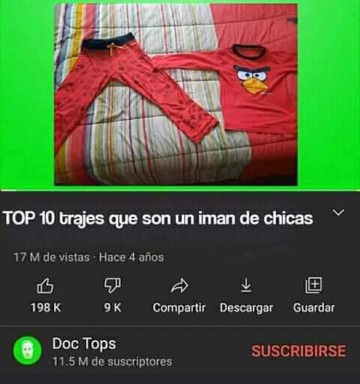 TOP 10 trajes que son un iman de chicas
17 M de vistas · Hace 4 años
198 K
9 K
Compartir
Descargar
Guardar
Doc Tops
11.5 M de suscriptores
SUSCRIBIRSE